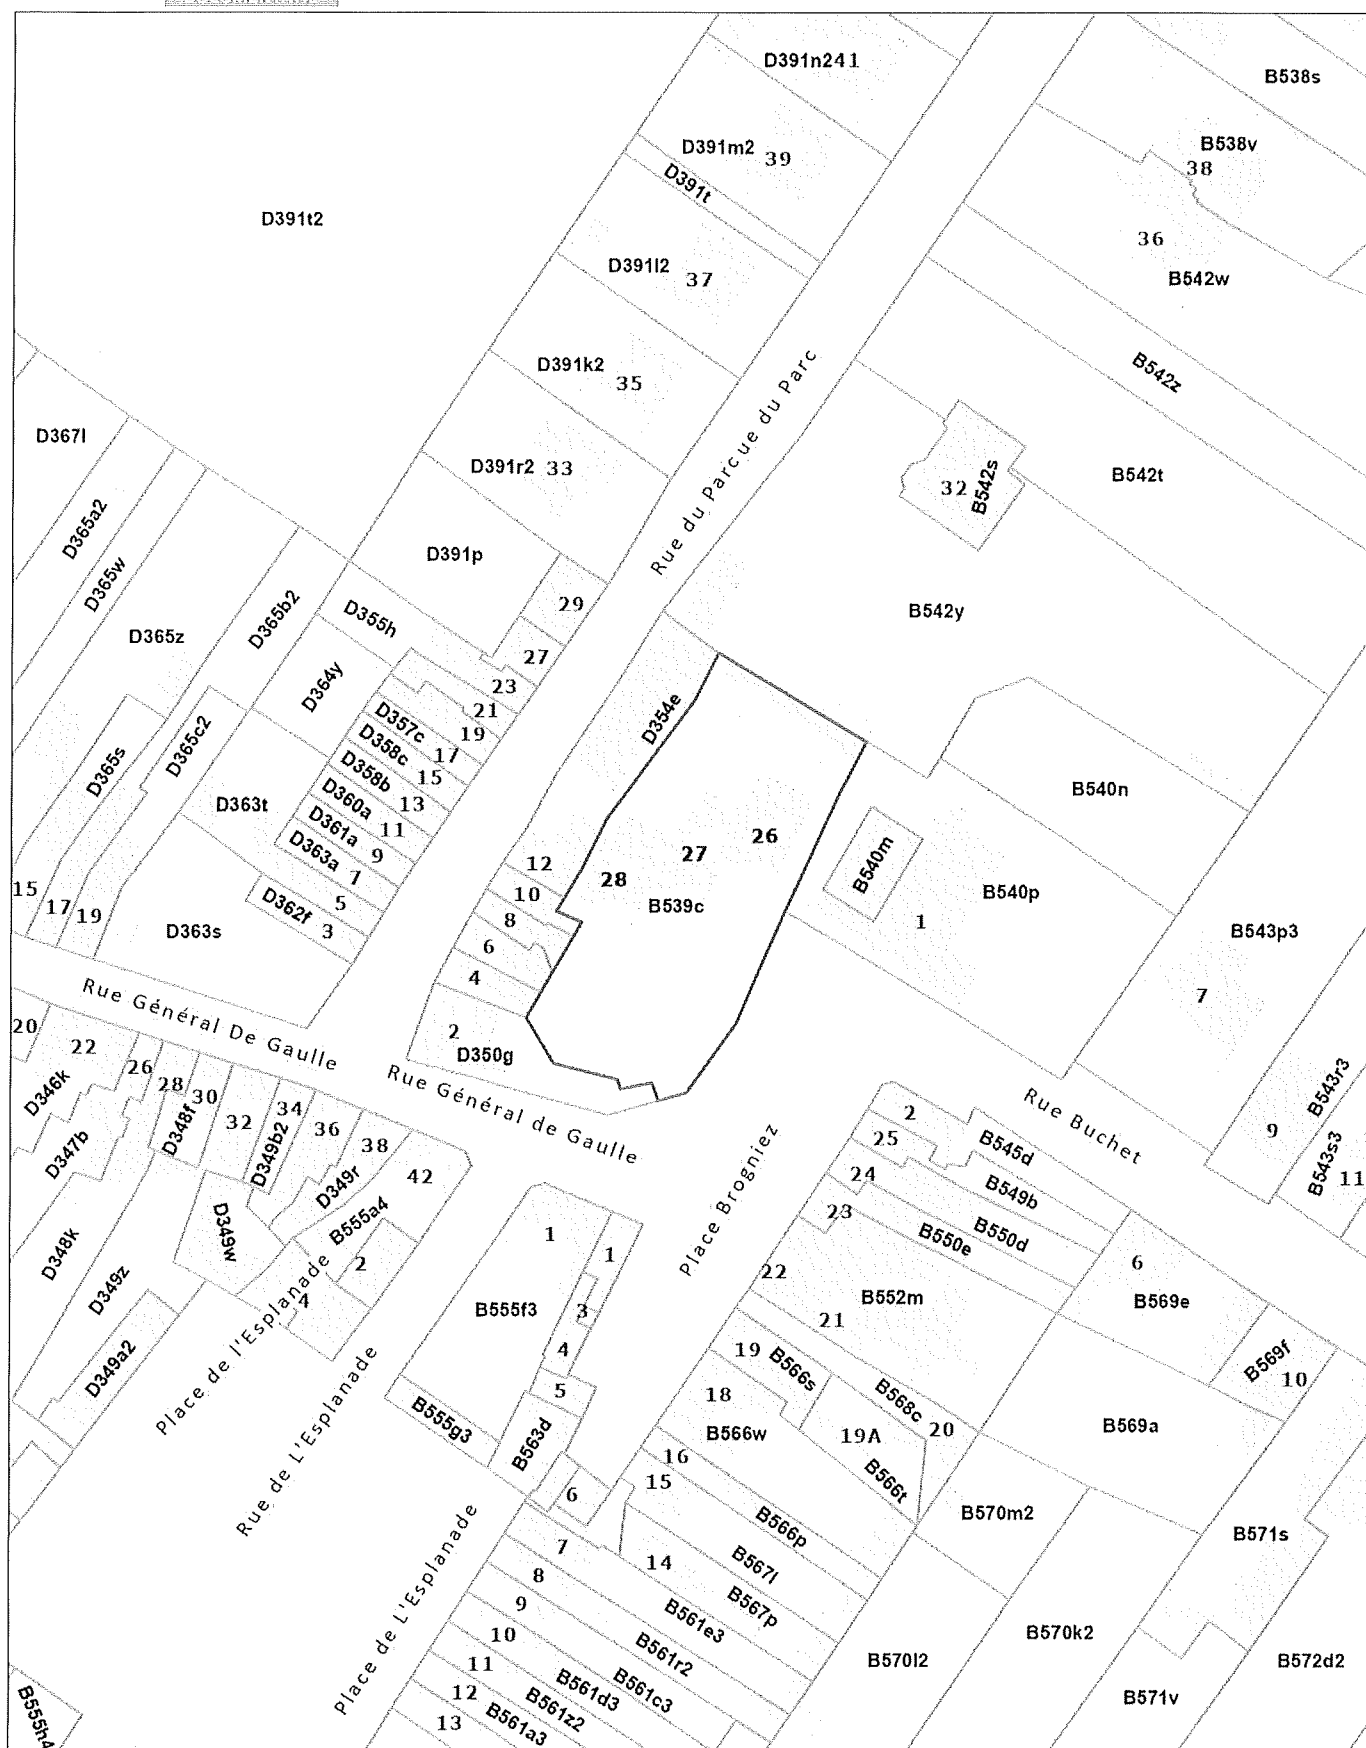 D391n241
B538s
D391m2 39
B538v
38
D391t
D391t2
36
D391l2 37
B542w
D391k2 35
Rue du Parcue du Parc
B542z
D367l
D391r2 33
32 B542s
B542t
D365a2
D365w
D391p
D365z
D365b2
D355h
29
B542y
27
D364y
23
D354e
21
D357c 19
D358c 17
D365s
D365c2
D358b 15
D363t
D360a 13
D361a 11
D363a 9
7
B540n
26
27
28
B539c
B540m
B540p
1
12
10
8
6
4
15
17
19
D362f
5
3
D363s
B543p3
7
Rue Général De Gaulle
20
22
2
D350g
D346k
26
28
30
Rue Général de Gaulle
D347b
D348f
32
34
36
38
D349b2
D349r
42
B555a4
Rue Buchet
B543r3
9
B543s3
11
2
25
B545d
24
B549b
23
B550d
B550e
Place Brogniez
D348k
D349z
D349w
2
4
1
1
6
22
B569e
B552m
21
B555f3
3
4
5
D349a2
Place de l'Esplanade
Rue de L'Esplanade
19
B566s
18
B568c
B569f
10
B569a
B555g3
B563d
B566w
19A
20
B566t
16
15
6
B566p
B570m2
B571s
Place de L'Esplanade
7
14
B567l
8
B567p
9
B561e3
10
B561r2
11
B561c3
B570l2
B570k2
B572d2
12
B561d3
B571v
13
B561z2
B561a3
B555h4